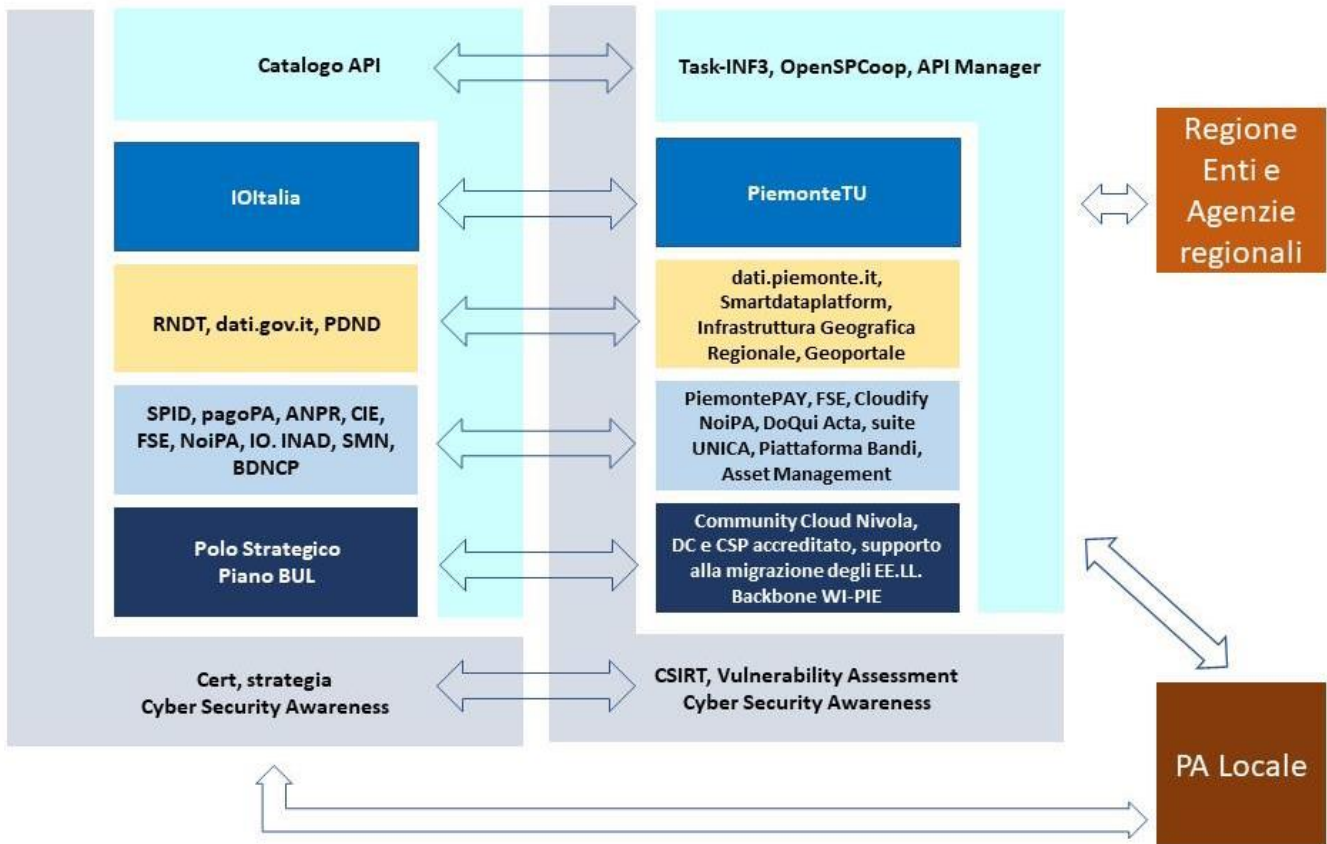 Catalogo API
Task-INF3, OpenSPCoop, API Manager
IOItalia
PiemonteTU
Regione
Enti e
Agenzie
regionali
RNDT, dati.gov.it, PDND
dati.piemonte.it,
Smartdataplatform,
Infrastruttura Geografica
Regionale, Geoportale
SPID, pagoPA, ANPR, CIE,
FSE, NoiPA, IO. INAD, SMN,
BDNCP
PiemontePAY, FSE, Cloudify
NoiPA, DoQui Acta, suite
UNICA, Piattaforma Bandi,
Asset Management
Polo Strategico
Piano BUL
Community Cloud Nivola,
DC e CSP accreditato, supporto
alla migrazione degli EE.LL.
Backbone WI-PIE
Cert, strategia
Cyber Security Awareness
CSIRT, Vulnerability Assessment
Cyber Security Awareness
PA Locale